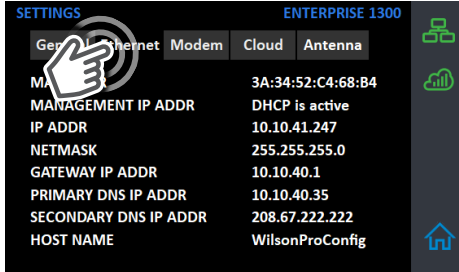 SETTINGS ENTERPRISE 1300
Modem Cloud Antenna
3A:34:52:C4:68:B4
MANAGEMENT IP ADDR DHCP is active
IP ADDR 10.10.41.247
NETMASK 255.255.255.0
GATEWAY IP ADDR 10.10.40.1
PRIMARY DNS IP ADDR 10.10.40.35
SECONDARY DNS IP ADDR 208.67.222.222
HOST NAME WilsonProConfig